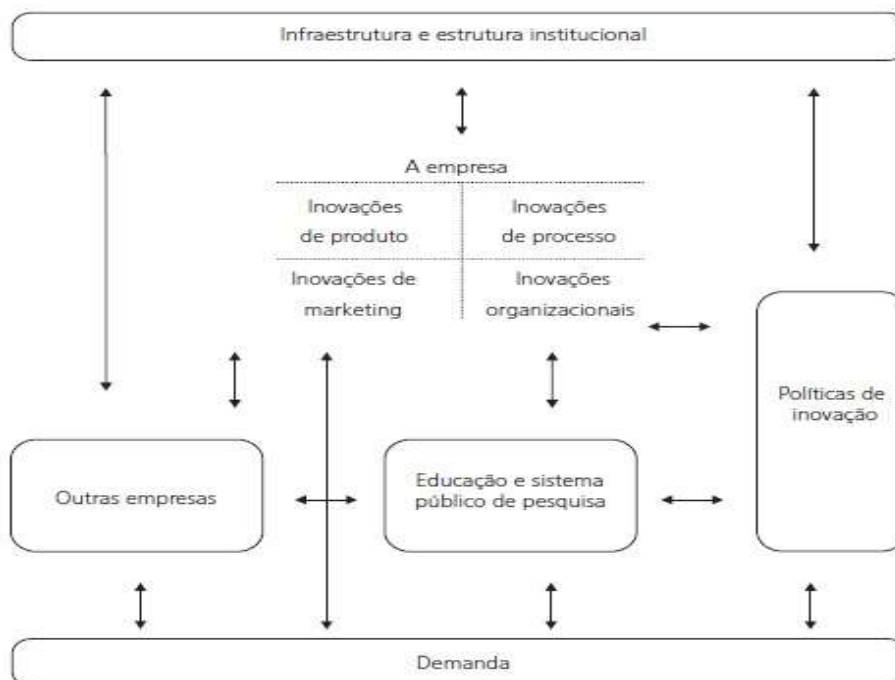 Infraestrutura e estrutura institucional
A empresa
Inovações
de produto
Inovações
de processo
Inovações de
marketing
Inovações
organizacionais
Políticas de
inovação
Outras empresas
Educação e sistema
público de pesquisa
Demanda